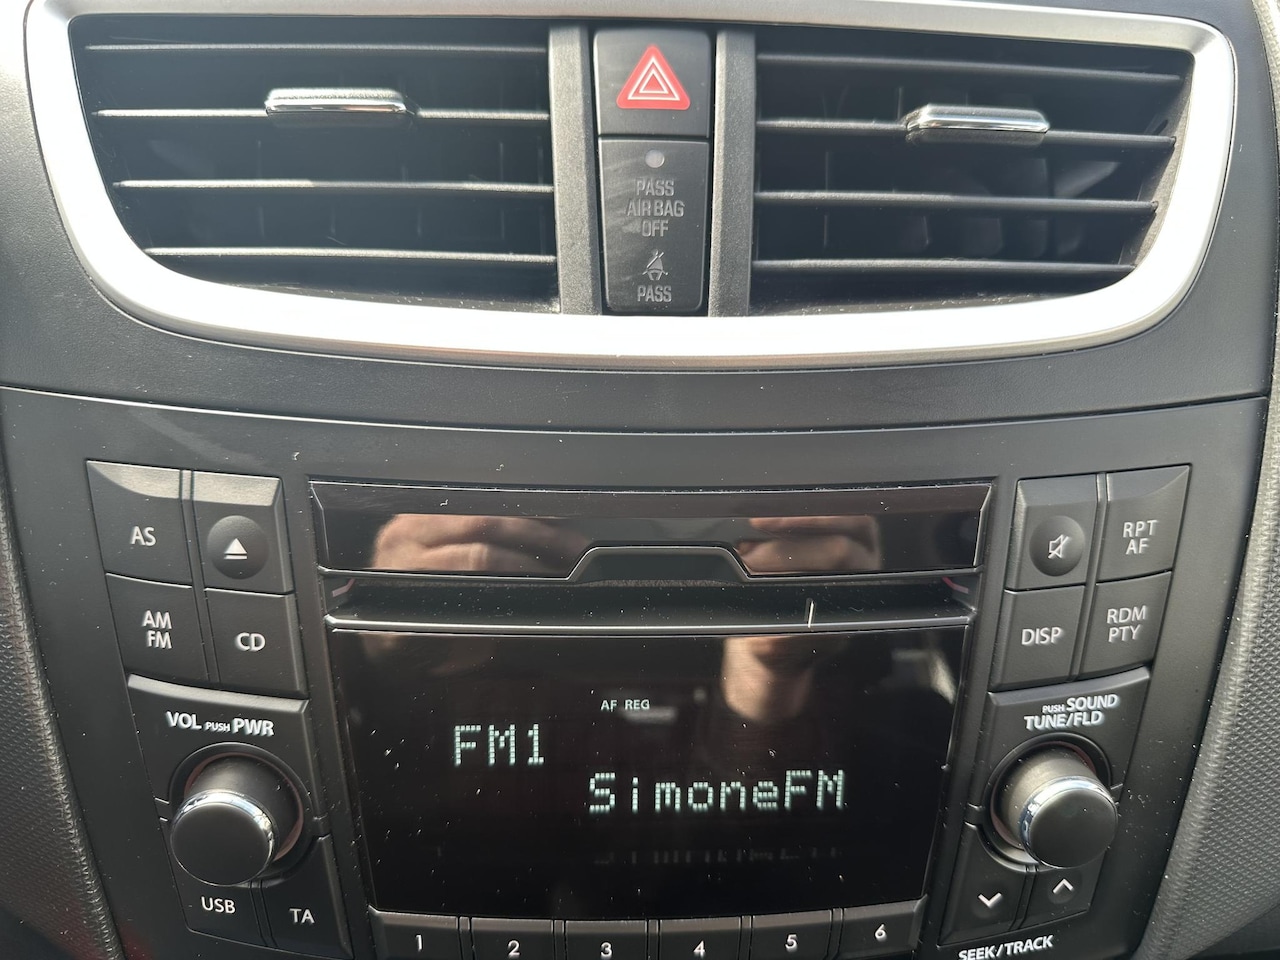 PASS
AIR BAG
OFF
PASS
AS
AM
FM
CD
VOL PUSH PWR
USB
TA
AF REG
FM1
SimoneFM
1 2 3 4 5 6
RPT
AF
DISP
RDM
PTY
PUSH SOUND
TUNE/FLD
SEEK/TRACK